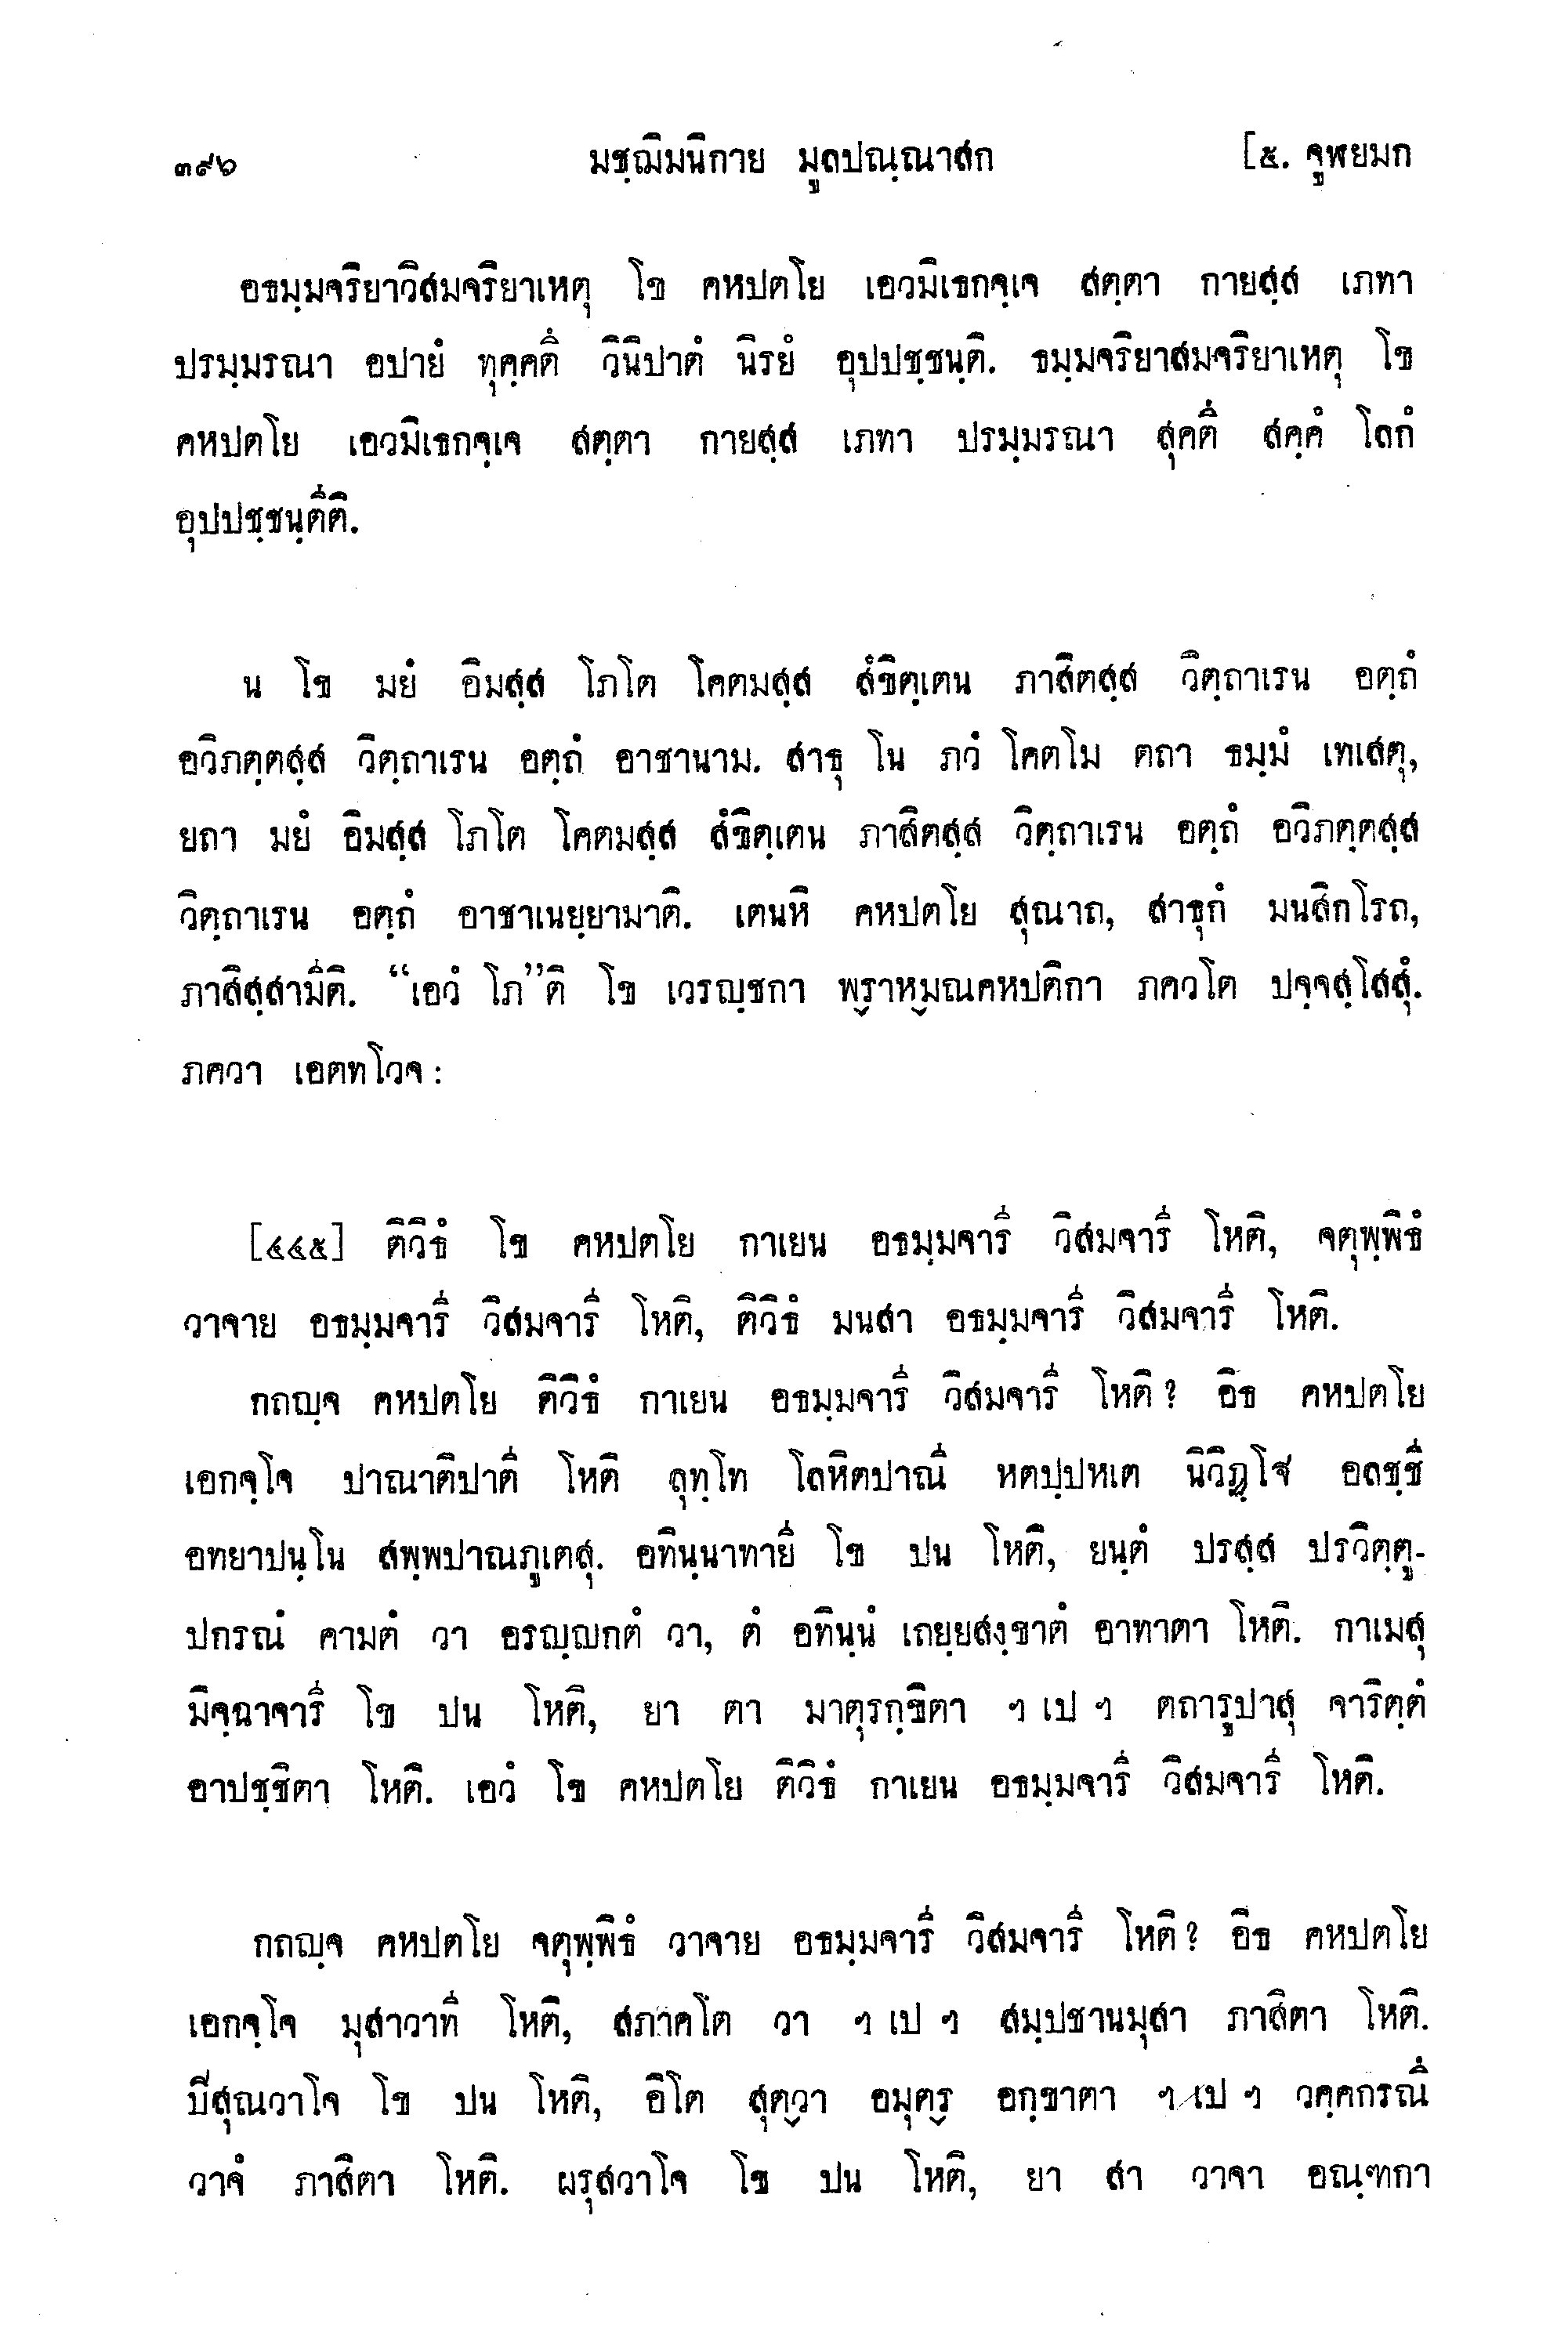 ๓๙๖ มชฺฌิมนิกาย มูลปณฺณาสก [๕. จูฬยมก
อธมฺมจริยาวิสมจริยาเหตุ โข คหปตโย เอวมิเธกจฺเจ สตฺตา กายสฺส เภทา
ปรมฺมรณา อปายํ ทุคฺคตึ วินิปาตํ นิรยํ อุปปชฺชนฺติ. ธมฺมจริยาสมจริยาเหตุ โข
คหปตโย เอวมิเธกจฺเจ สตฺตา กายสฺส เภทา ปรมฺมรณา สุคตึ สคฺคํ โลกํ
อุปปชฺชนฺตีติ.
น โข มยํ อิมสฺส โภโต โคตมสฺส สํขิตฺเตน ภาสิตสฺส วิตฺถาเรน อตฺถํ
อวิภตฺตสฺส วิตฺถาเรน อตฺถํ อาชานาม. สาธุ โน ภวํ โคตโม ตถา ธมฺมํ เทเสตุ,
ยถา มยํ อิมสฺส โภโต โคตมสฺส สํขิตฺเตน ภาสิตสฺส วิตฺถาเรน อตฺถํ อวิภตฺตสฺส
วิตฺถาเรน อตฺถํ อาชาเนยฺยามาติ. เตนหิ คหปตโย สุณาถ, สาธุกํ มนสิกโรถ,
ภาสิสฺสามีติ. “เอวํ โภ”ติ โข เวรญฺชกา พฺราหฺมณคหปติกา ภควโต ปจฺจสฺโสสุํ.
ภควา เอตทโวจ :
[๔๔๕] ติวิธํ โข คหปตโย กาเยน อธมฺมจารี วิสมจารี โหติ, จตุพฺพิธํ
วาจาย อธมฺมจารี วิสมจารี โหติ, ติวิธํ มนสา อธมฺมจารี วิสมจารี โหติ.
กถญฺจ คหปตโย ติวิธํ กาเยน อธมฺมจารี วิสมจารี โหติ? อิธ คหปตโย
เอกจฺโจ ปาณาติปาตี โหติ ลุทฺโท โลหิตปาณี หตปฺปหเต นิวิฏฺโฐ อลชฺชี
อทยาปนฺโน สพฺพปาณภูเตสุ. อทินฺนาทายี โข ปน โหติ, ยนฺตํ ปรสฺส ปรวิตฺตู-
ปกรณํ คามตํ วา อรญฺญกตํ วา, ตํ อทินฺนํ เถยฺยสงฺขาตํ อาทาตา โหติ. กาเมสุ
มิจฺฉาจารี โข ปน โหติ, ยา ตา มาตุรกฺขิตา ฯ เป ฯ ตถารูปาสุ จาริตฺตํ
อาปชฺชิตา โหติ. เอวํ โข คหปตโย ติวิธํ กาเยน อธมฺมจารี วิสมจารี โหติ.
กถญฺจ คหปตโย จตุพฺพิธํ วาจาย อธมฺมจารี วิสมจารี โหติ? อิธ คหปตโย
เอกจฺโจ มุสาวาที โหติ, สภาคโต วา ฯ เป ฯ สมฺปชานมุสา ภาสิตา โหติ.
ปิสุณวาโจ โข ปน โหติ, อิโต สุตฺวา อมุตฺร อกฺขาตา ฯ เป ฯ วคฺคกรณึ
วาจํ ภาสิตา โหติ. ผรุสวาโจ โข ปน โหติ, ยา สา วาจา อณฺฑกา